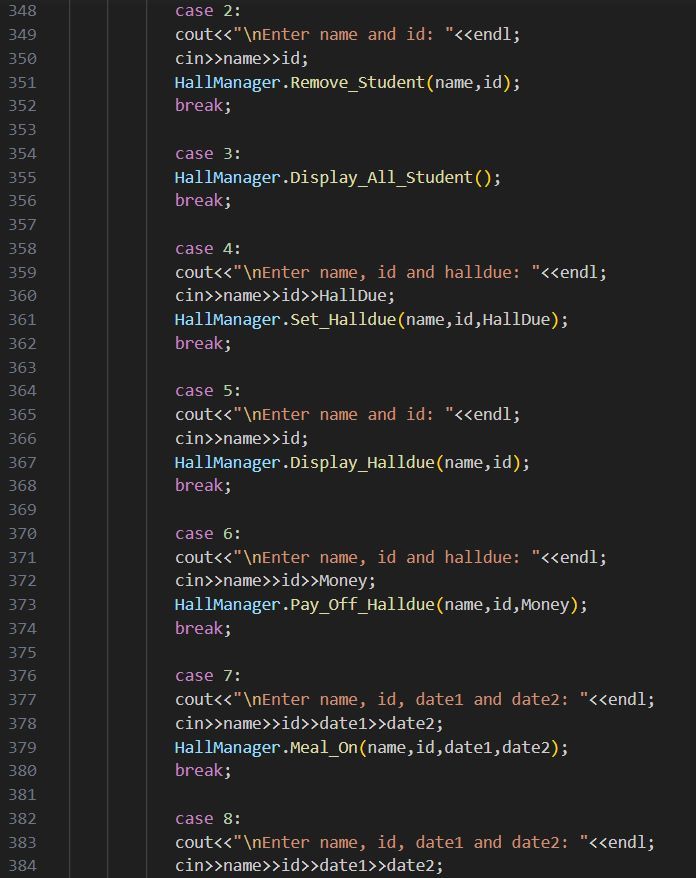 348 case 2:
349 cout<<"\nEnter name and id: "<<endl;
350 cin>>name>>id;
351 HallManager.Remove_Student(name,id);
352 break;
353
354 case 3:
355 HallManager.Display_All_Student();
356 break;
357
358 case 4:
359 cout<<"\nEnter name, id and halldue: "<<endl;
360 cin>>name>>id>>HallDue;
361 HallManager.Set_Halldue(name,id,HallDue);
362 break;
363
364 case 5:
365 cout<<"\nEnter name and id: "<<endl;
366 cin>>name>>id;
367 HallManager.Display_Halldue(name,id);
368 break;
369
370 case 6:
371 cout<<"\nEnter name, id and halldue: "<<endl;
372 cin>>name>>id>>Money;
373 HallManager.Pay_Off_Halldue(name,id,Money);
374 break;
375
376 case 7:
377 cout<<"\nEnter name, id, date1 and date2: "<<endl;
378 cin>>name>>id>>date1>>date2;
379 HallManager.Meal_On(name,id,date1,date2);
380 break;
381
382 case 8:
383 cout<<"\nEnter name, id, date1 and date2: "<<endl;
384 cin>>name>>id>>date1>>date2;